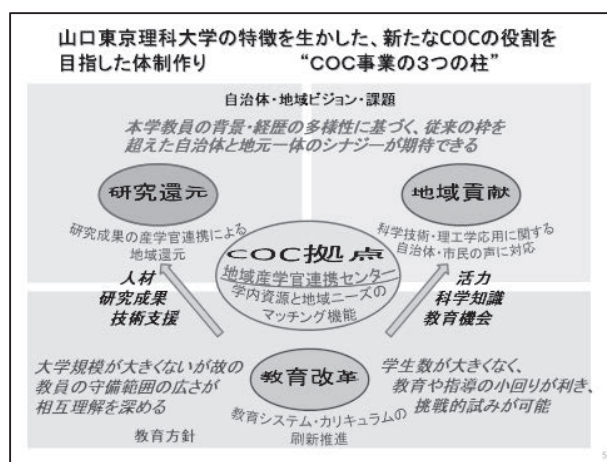 山口東京理科大学の特徴を生かした、新たなCOCの役割を
目指した体制作り “COC事業の3つの柱”
自治体・地域ビジョン・課題
本学教員の背景・経歴の多様性に基づく、従来の枠を
超えた自治体と地元一体のシナジーが期待できる
研究還元
研究成果の産学官連携による
地域還元
地域貢献
科学技術・理工学応用に関する
自治体・市民の声に対応
COC拠点
地域産学官連携センター
学内資源と地域ニーズの
マッチング機能
人材
研究成果
技術支援
活力
科学知識
教育機会
大学規模が大きくないが故の
教員の守備範囲の広さが
相互理解を深める
教育改革
教育システム・カリキュラムの
刷新推進
学生数が大きくなく、
教育や指導の小回りが利き、
挑戦的試みが可能
教育方針
5